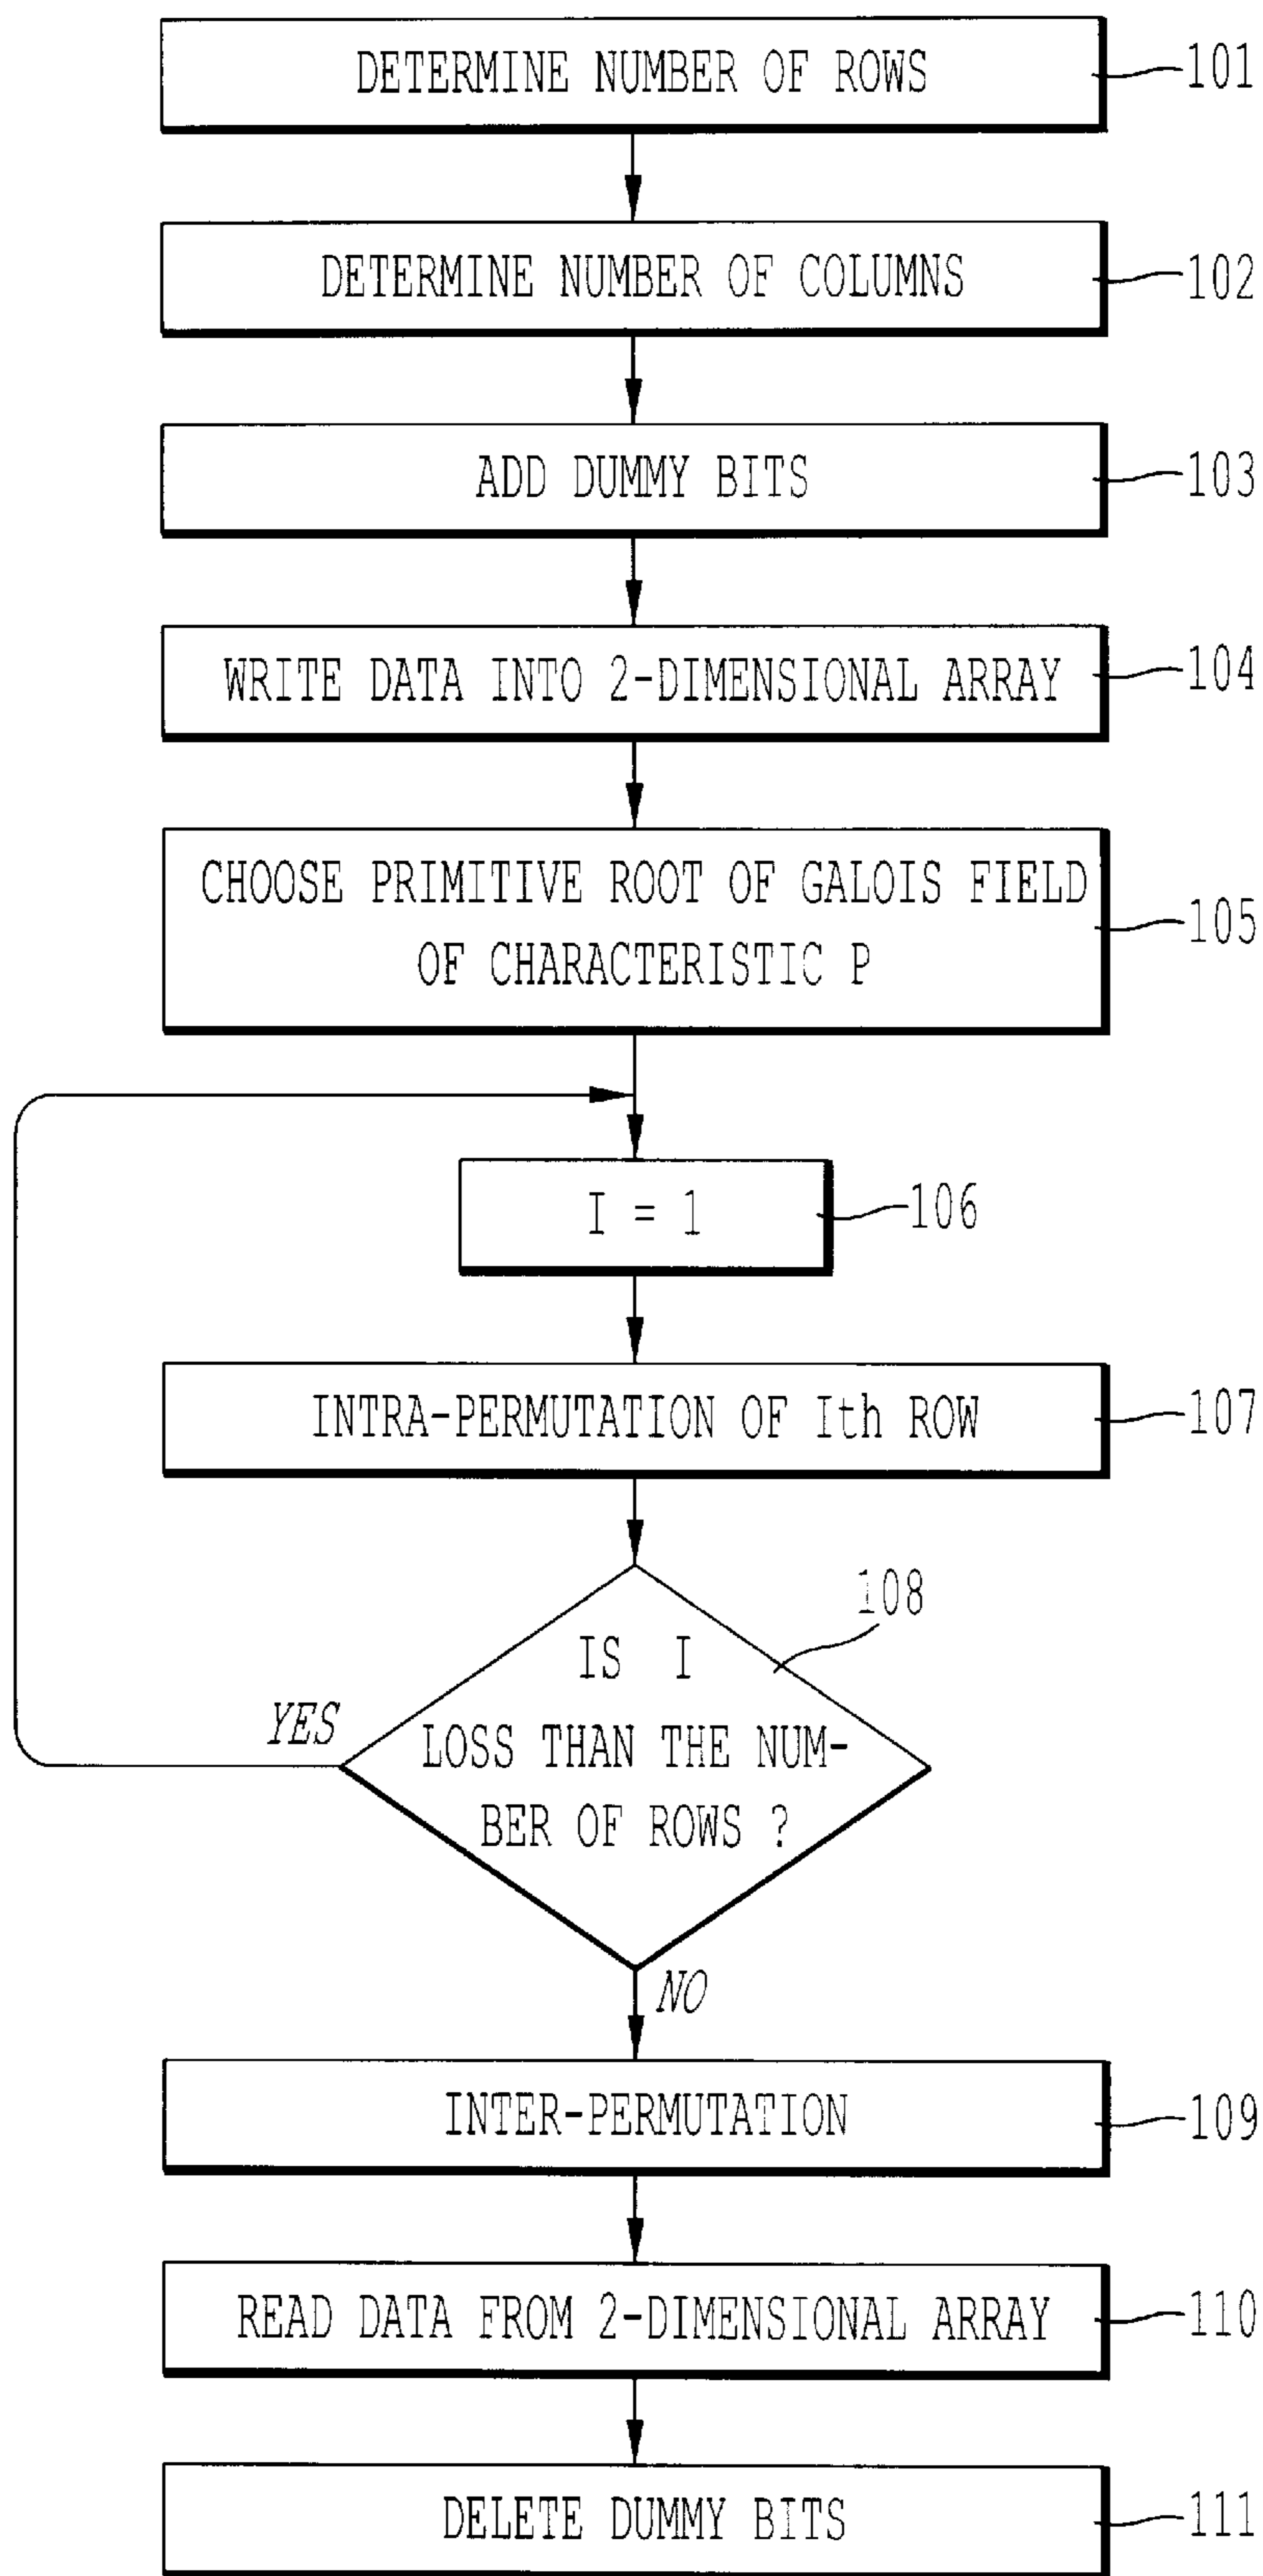 DETERMINE NUMBER OF ROWS
101
DETERMINE NUMBER OF COLUMNS
102
ADD DUMMY BITS
103
WRITE DATA INTO 2-DIMENSIONAL ARRAY
104
CHOOSE PRIMITIVE ROOT OF GALOIS FIELD
OF CHARACTERISTIC P
105
I = 1
106
INTRA-PERMUTATION OF Ith ROW
107
108
IS I
LOSS THAN THE NUM-
BER OF ROWS ?
YES
NO
INTER-PERMUTATION
109
READ DATA FROM 2-DIMENSIONAL ARRAY
110
DELETE DUMMY BITS
111